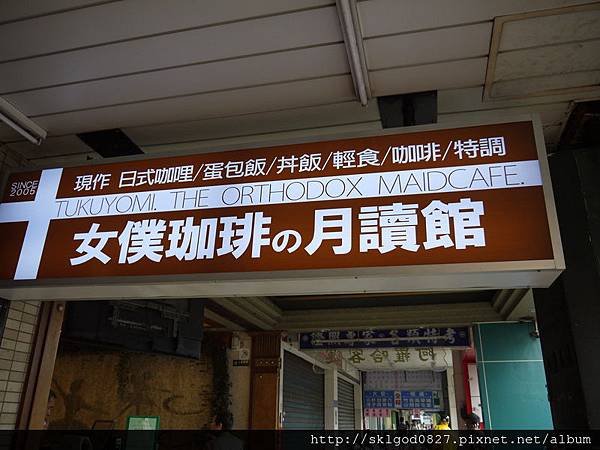 SINCE
2005
現作 日式咖哩/蛋包飯/丼飯/輕食/咖啡/特調
TUKUYOMI. THE ORTHODOX MAIDCAFE.
女僕珈琲の月讀館
http://sklgod0827.pixnet.net/album